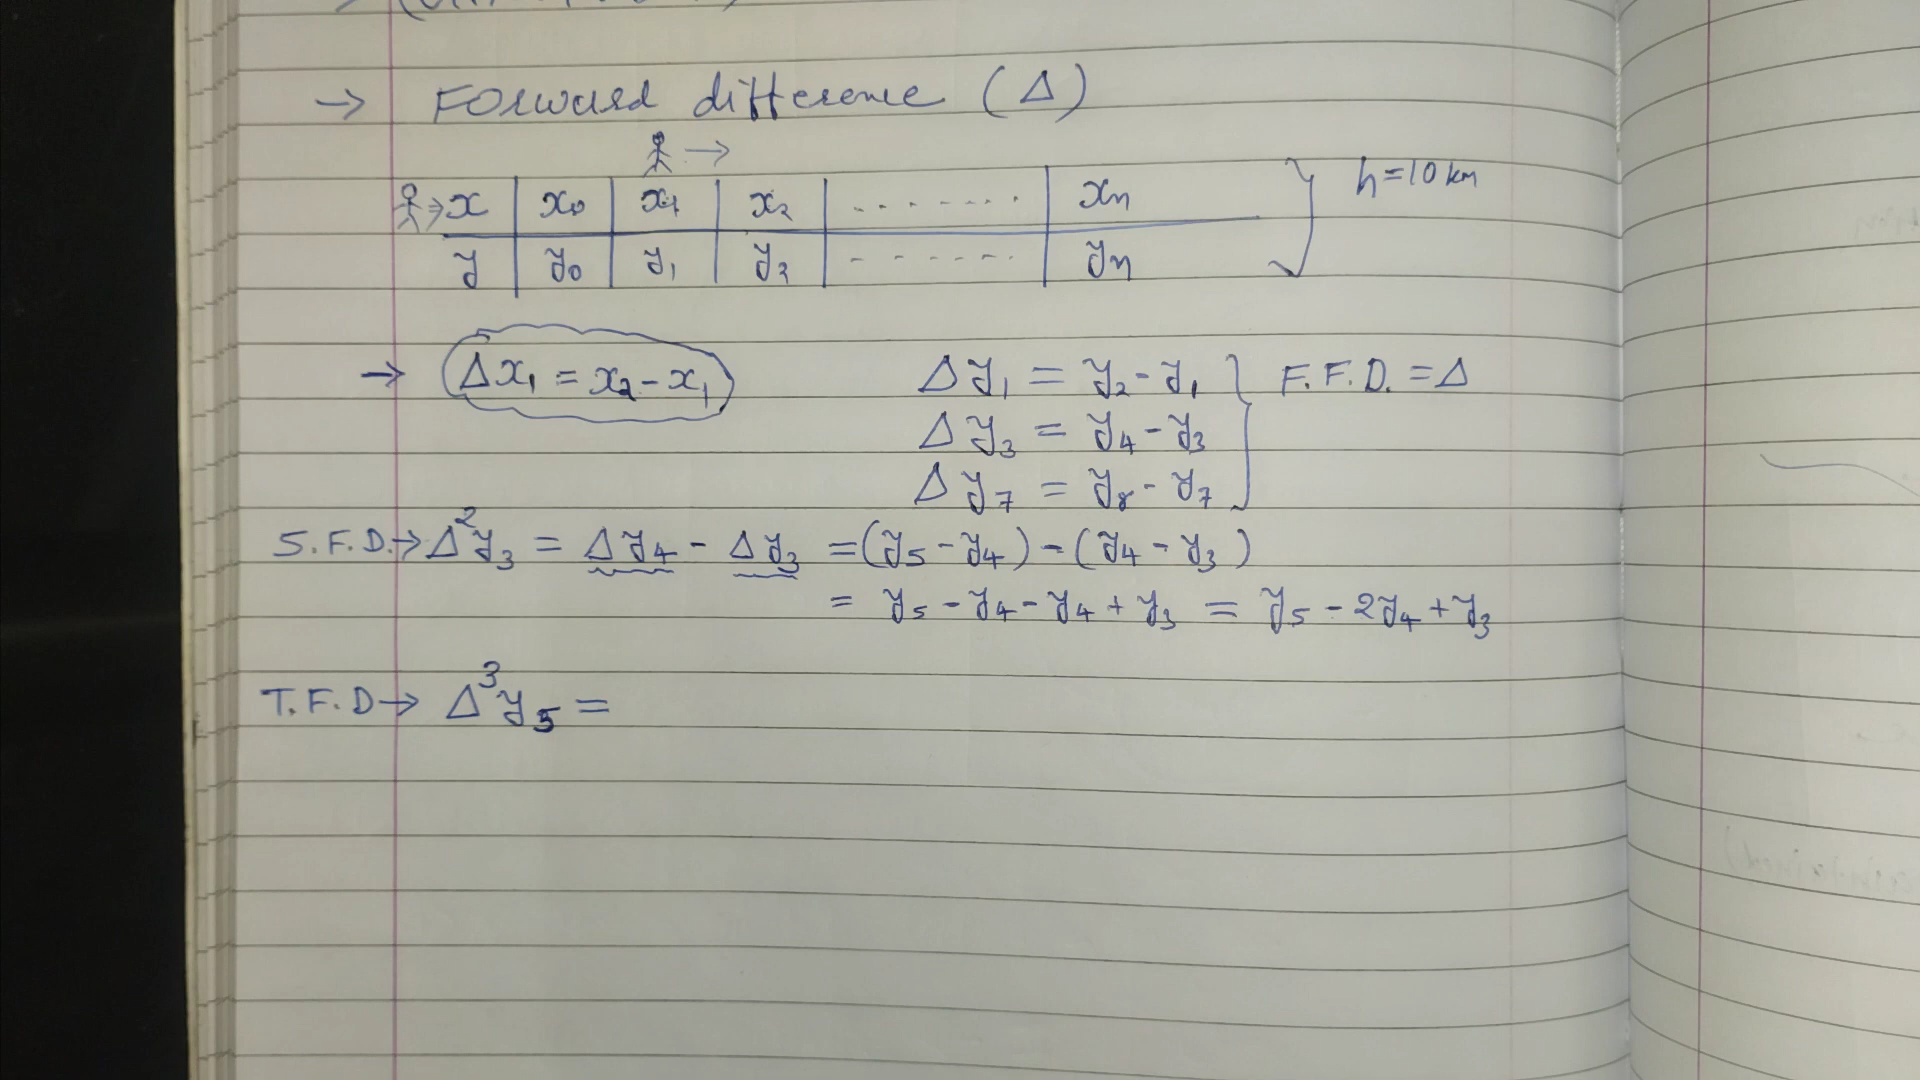 → Forward difference (Δ)
→
⇒ x | x₀ | x₁ | x₂ | ....... | xₙ } h=10 km
y | y₀ | y₁ | y₂ | ....... | yₙ
→ Δx₁ = x₂ - x₁ Δy₁ = y₂ - y₁ } F.F.D. = Δ
Δy₃ = y₄ - y₃
Δy₇ = y₈ - y₇
S.F.D. → Δ²y₃ = Δy₄ - Δy₃ = (y₅ - y₄) - (y₄ - y₃)
= y₅ - y₄ - y₄ + y₃ = y₅ - 2y₄ + y₃
T.F.D → Δ³y₅ =